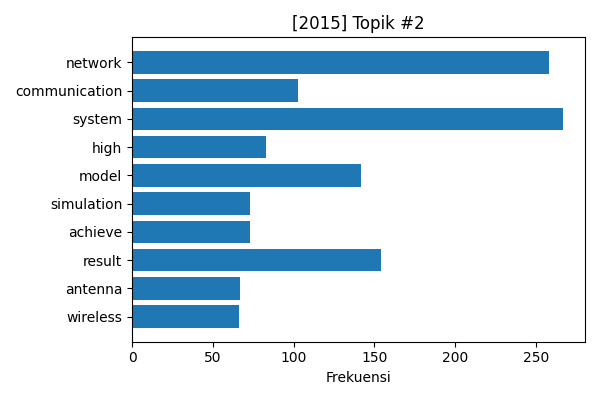 [2015] Topik #2
network
communication
system
high
model
simulation
achieve
result
antenna
wireless
0 50 100 150 200 250
Frekuensi